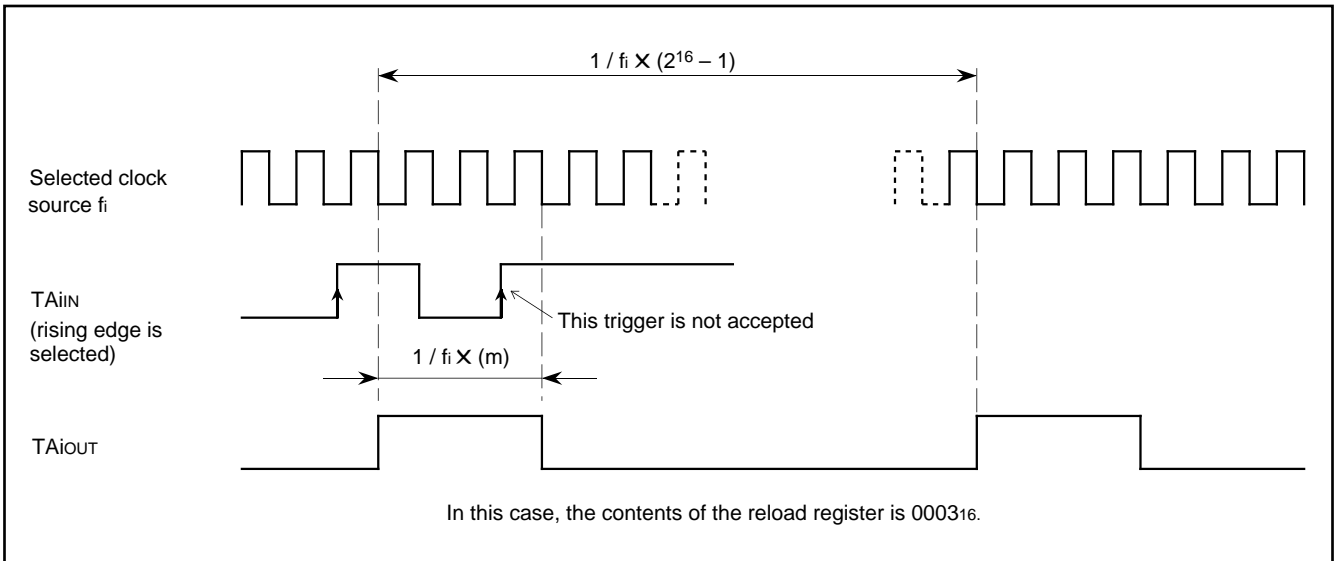 1 / fi X (2^16 – 1)
Selected clock
source fi
TAiIN
(rising edge is
selected)
This trigger is not accepted
1 / fi X (m)
TAiOUT
In this case, the contents of the reload register is 0003₁₆.